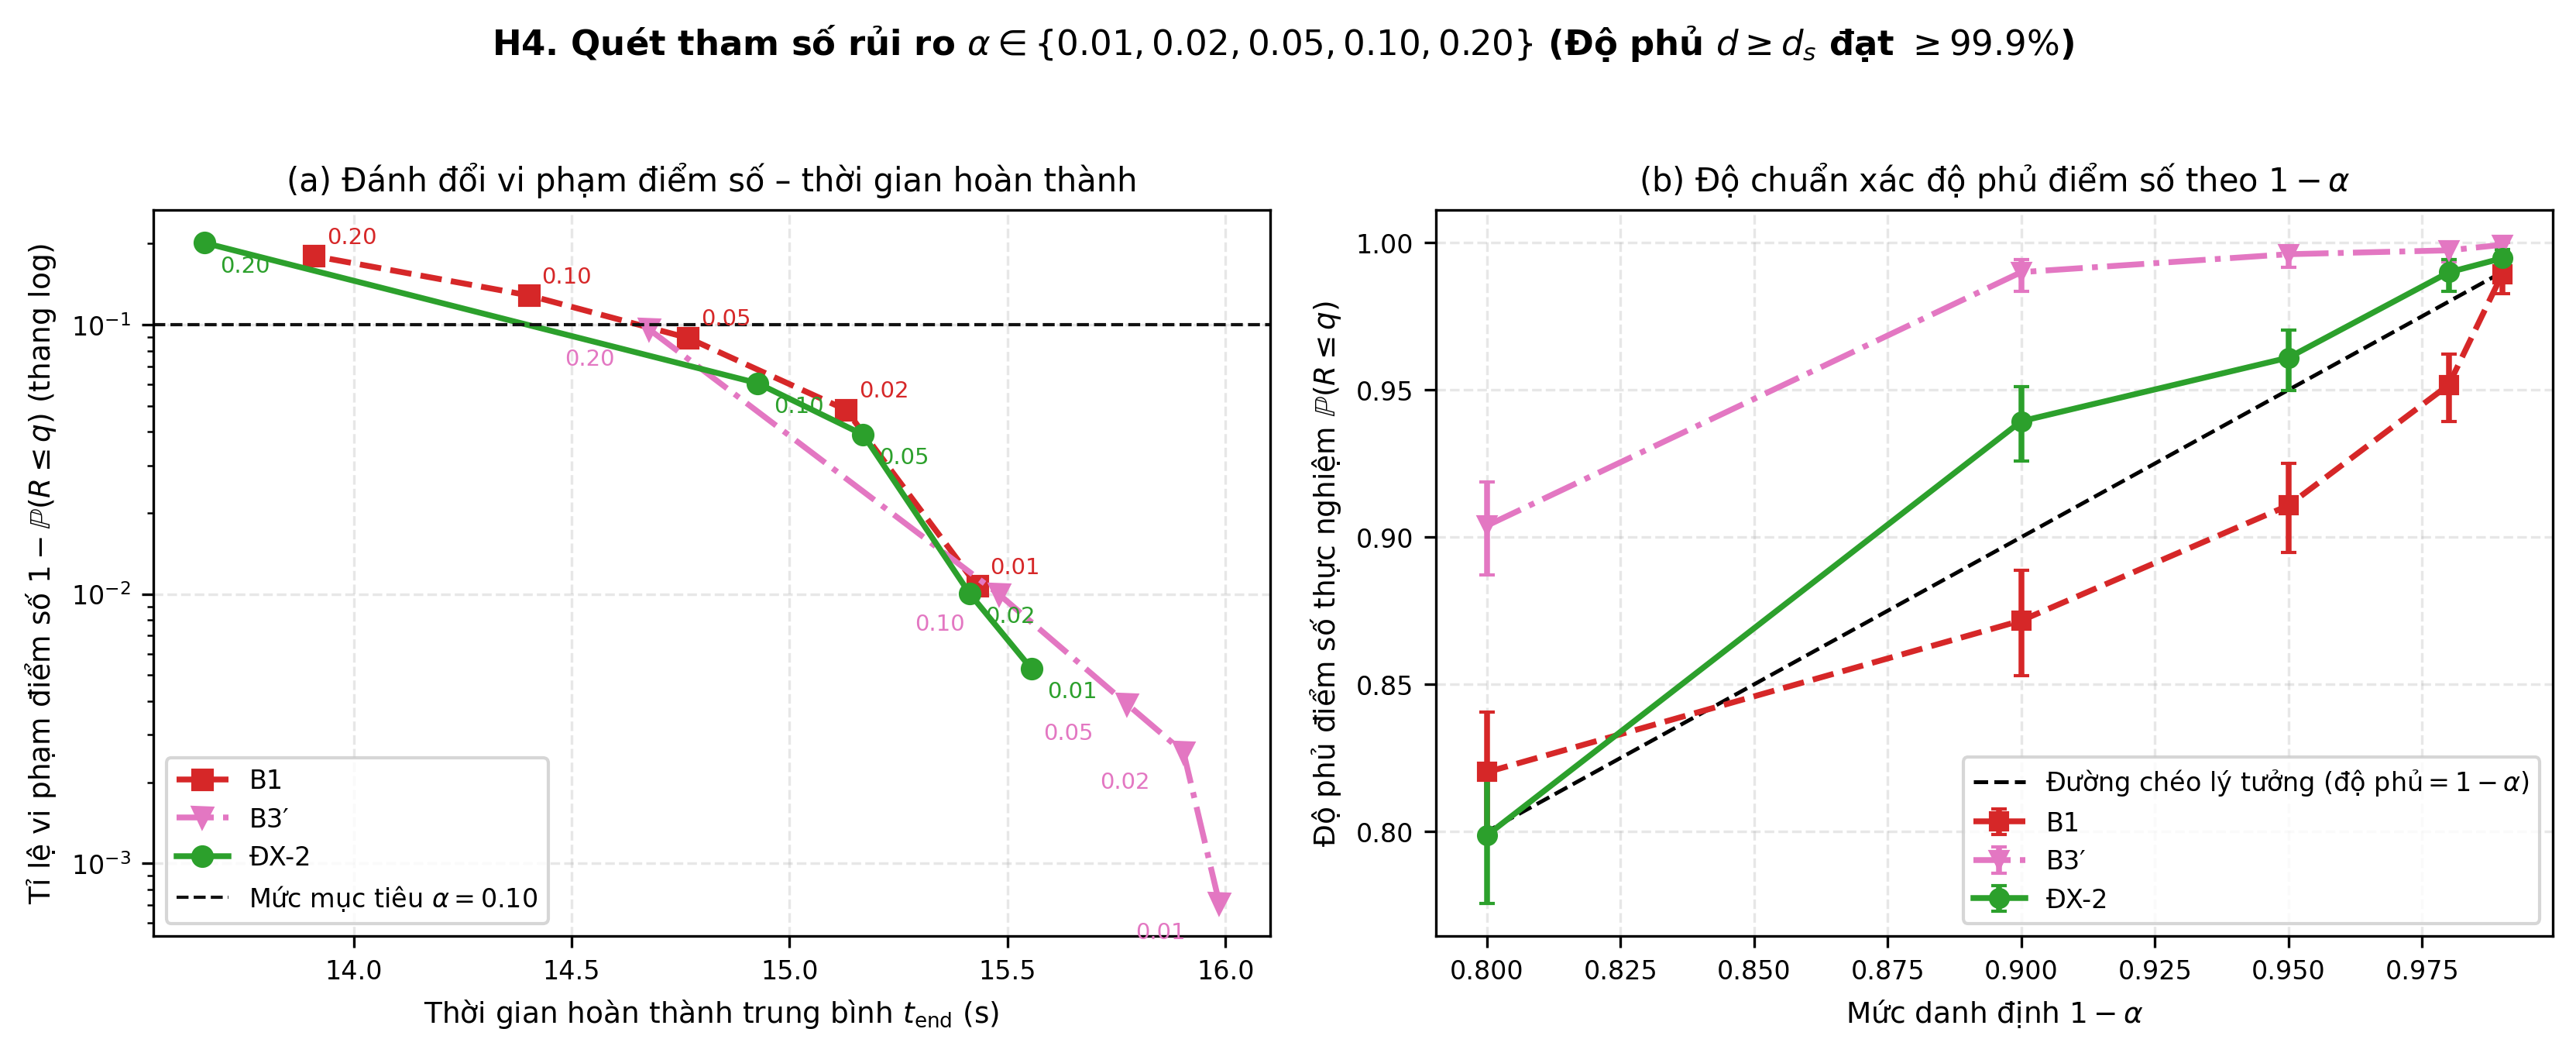 H4. Quét tham số rủi ro α ∈ {0.01, 0.02, 0.05, 0.10, 0.20} (Độ phủ d ≥ dₛ đạt ≥ 99.9%)
(a) Đánh đổi vi phạm điểm số – thời gian hoàn thành
Tỉ lệ vi phạm điểm số 1 − ℙ(R ≤ q) (thang log)
10⁻¹
10⁻²
10⁻³
0.20
0.10
0.05
0.02
0.01
0.20
0.10
0.05
0.02
0.01
0.20
0.10
0.05
0.02
0.01
B1
B3′
ĐX-2
Mức mục tiêu α = 0.10
14.0 14.5 15.0 15.5 16.0
Thời gian hoàn thành trung bình t_end (s)
(b) Độ chuẩn xác độ phủ điểm số theo 1 − α
Độ phủ điểm số thực nghiệm ℙ(R ≤ q)
1.00
0.95
0.90
0.85
0.80
Đường chéo lý tưởng (độ phủ = 1 − α)
B1
B3′
ĐX-2
0.800 0.825 0.850 0.875 0.900 0.925 0.950 0.975
Mức danh định 1 − α